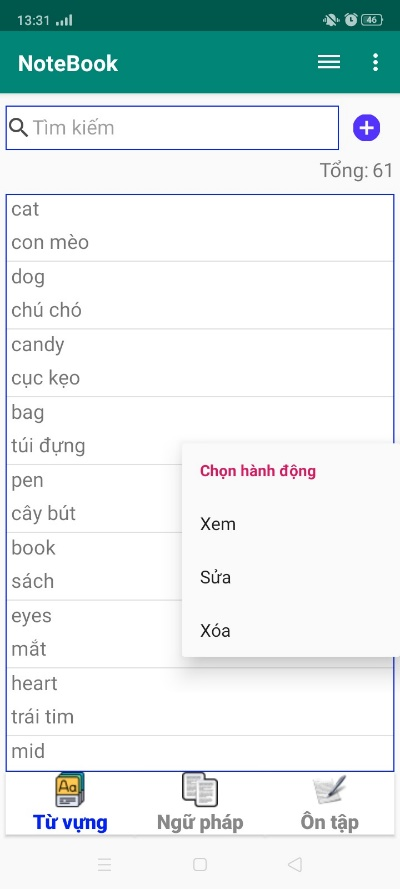 13:31
46
NoteBook
Tìm kiếm
Tổng: 61
cat
con mèo
dog
chú chó
candy
cục kẹo
bag
túi đựng
pen
cây bút
book
sách
eyes
mắt
heart
trái tim
mid
Chọn hành động
Xem
Sửa
Xóa
Aa
Từ vựng
Ngữ pháp
Ôn tập